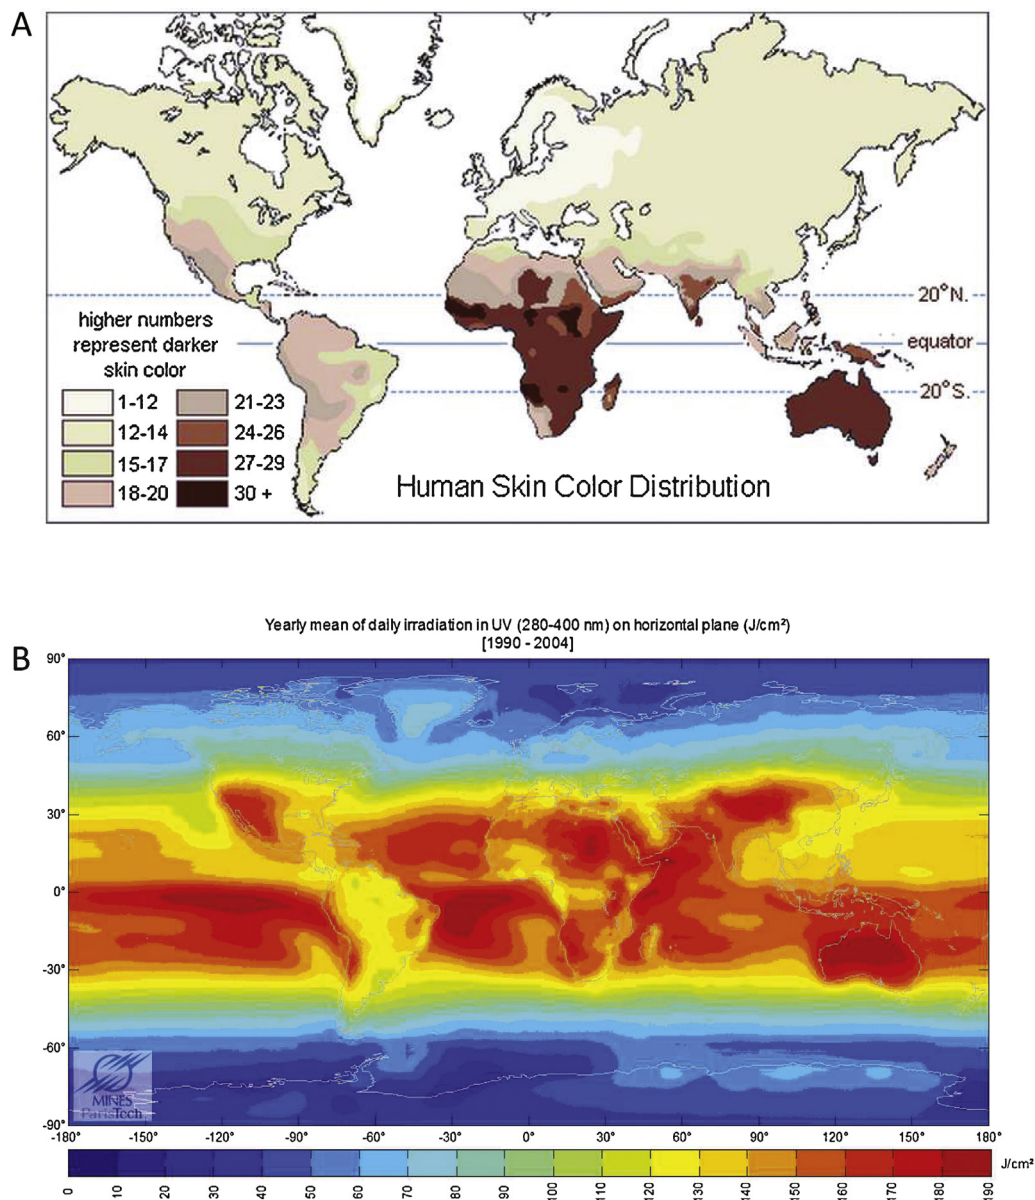 A
20°N.
equator
20°S.
higher numbers
represent darker
skin color
1-12
21-23
12-14
24-26
15-17
27-29
18-20
30 +
Human Skin Color Distribution
B
Yearly mean of daily irradiation in UV (280-400 nm) on horizontal plane (J/cm²)
[1990 - 2004]
90°
60°
30°
0°
-30°
-60°
-90°
MINES
ParisTech
-180° -150° -120° -90° -60° -30° 0° 30° 60° 90° 120° 150° 180°
J/cm²
0 10 20 30 40 50 60 70 80 90 100 110 120 130 140 150 160 170 180 190